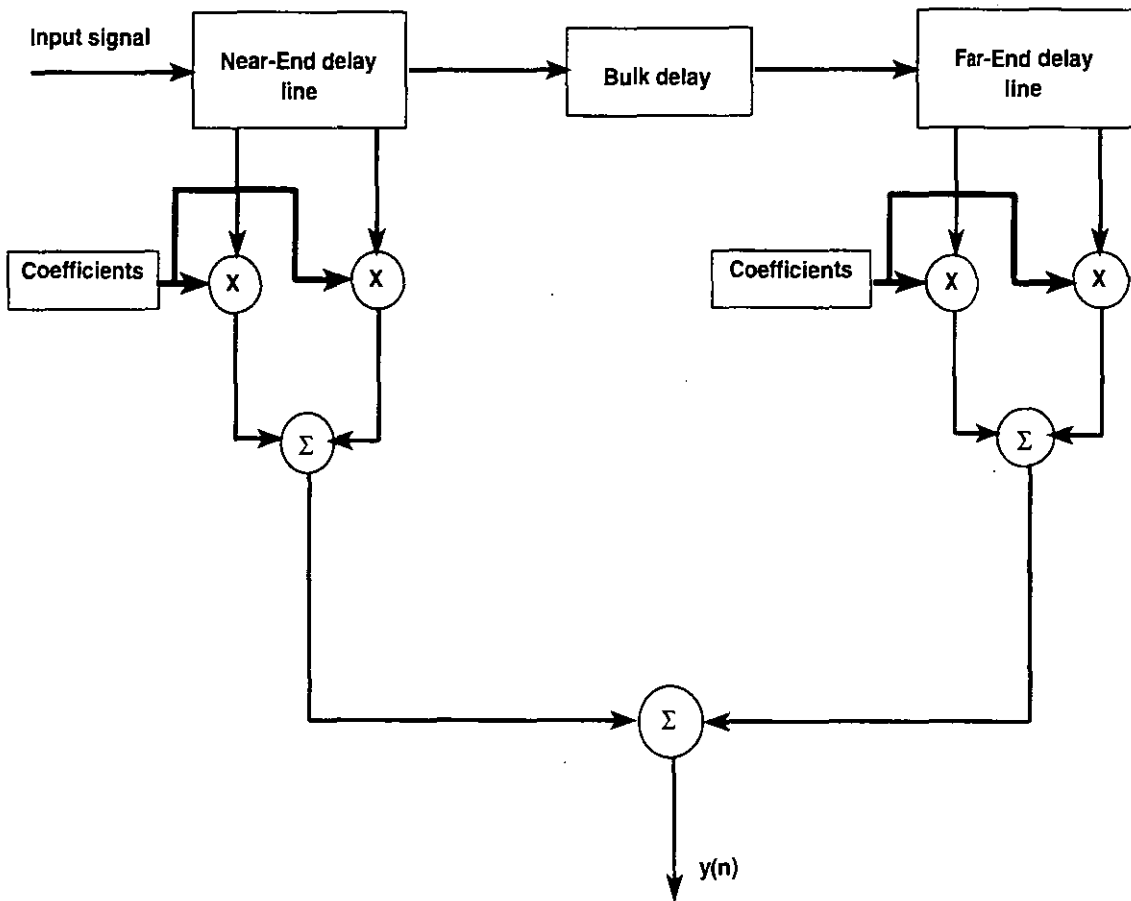 Input signal
Near-End delay
line
Bulk delay
Far-End delay
line
Coefficients
X
X
Coefficients
X
X
Σ
Σ
Σ
y(n)